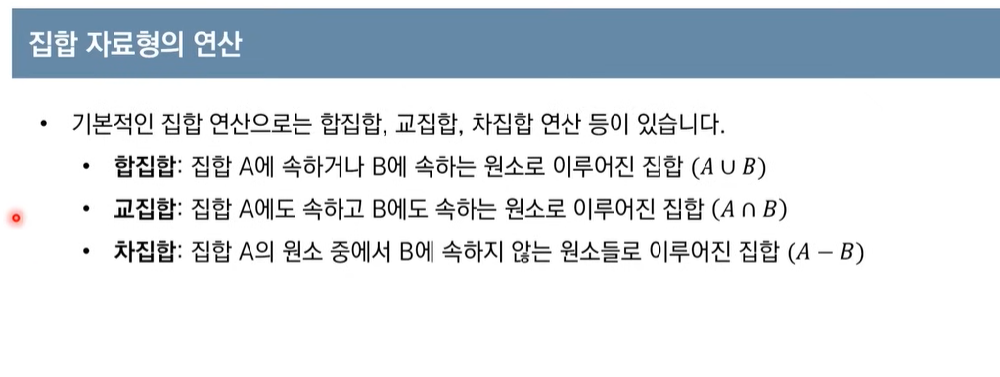 집합 자료형의 연산
• 기본적인 집합 연산으로는 합집합, 교집합, 차집합 연산 등이 있습니다.
• 합집합: 집합 A에 속하거나 B에 속하는 원소로 이루어진 집합 (A ∪ B)
• 교집합: 집합 A에도 속하고 B에도 속하는 원소로 이루어진 집합 (A ∩ B)
• 차집합: 집합 A의 원소 중에서 B에 속하지 않는 원소들로 이루어진 집합 (A − B)